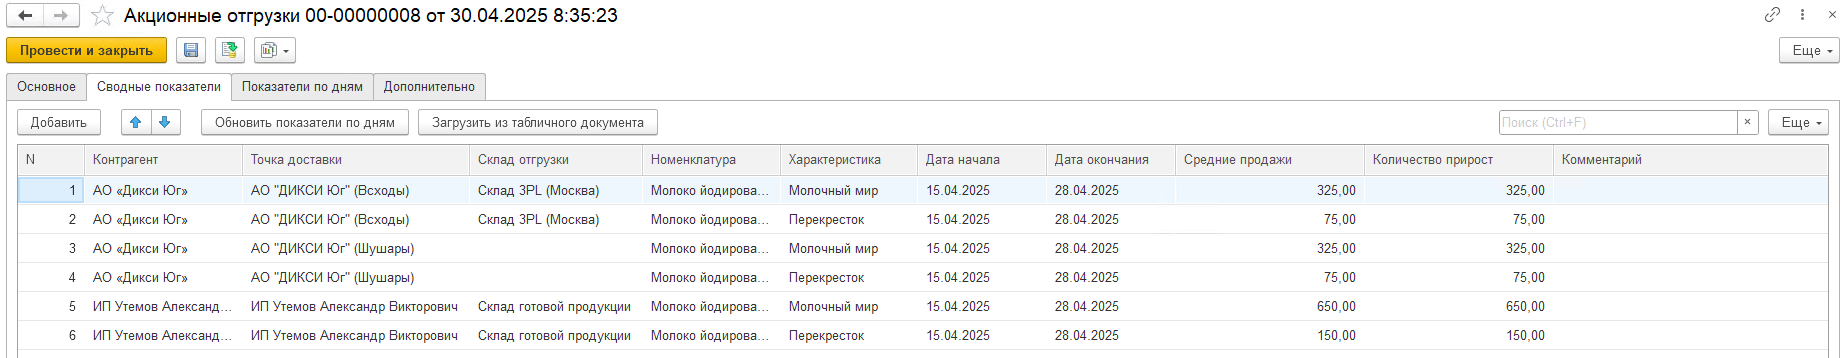 Акционные отгрузки 00-00000008 от 30.04.2025 8:35:23
Провести и закрыть Еще
Основное Сводные показатели Показатели по дням Дополнительно
Добавить Обновить показатели по дням Загрузить из табличного документа Поиск (Ctrl+F) × Еще
N Контрагент Точка доставки Склад отгрузки Номенклатура Характеристика Дата начала Дата окончания Средние продажи Количество прирост Комментарий
1 АО «Дикси Юг» АО "ДИКСИ Юг" (Всходы) Склад 3PL (Москва) Молоко йодирова... Молочный мир 15.04.2025 28.04.2025 325,00 325,00
2 АО «Дикси Юг» АО "ДИКСИ Юг" (Всходы) Склад 3PL (Москва) Молоко йодирова... Перекресток 15.04.2025 28.04.2025 75,00 75,00
3 АО «Дикси Юг» АО "ДИКСИ Юг" (Шушары) Молоко йодирова... Молочный мир 15.04.2025 28.04.2025 325,00 325,00
4 АО «Дикси Юг» АО "ДИКСИ Юг" (Шушары) Молоко йодирова... Перекресток 15.04.2025 28.04.2025 75,00 75,00
5 ИП Утемов Александ... ИП Утемов Александр Викторович Склад готовой продукции Молоко йодирова... Молочный мир 15.04.2025 28.04.2025 650,00 650,00
6 ИП Утемов Александ... ИП Утемов Александр Викторович Склад готовой продукции Молоко йодирова... Перекресток 15.04.2025 28.04.2025 150,00 150,00